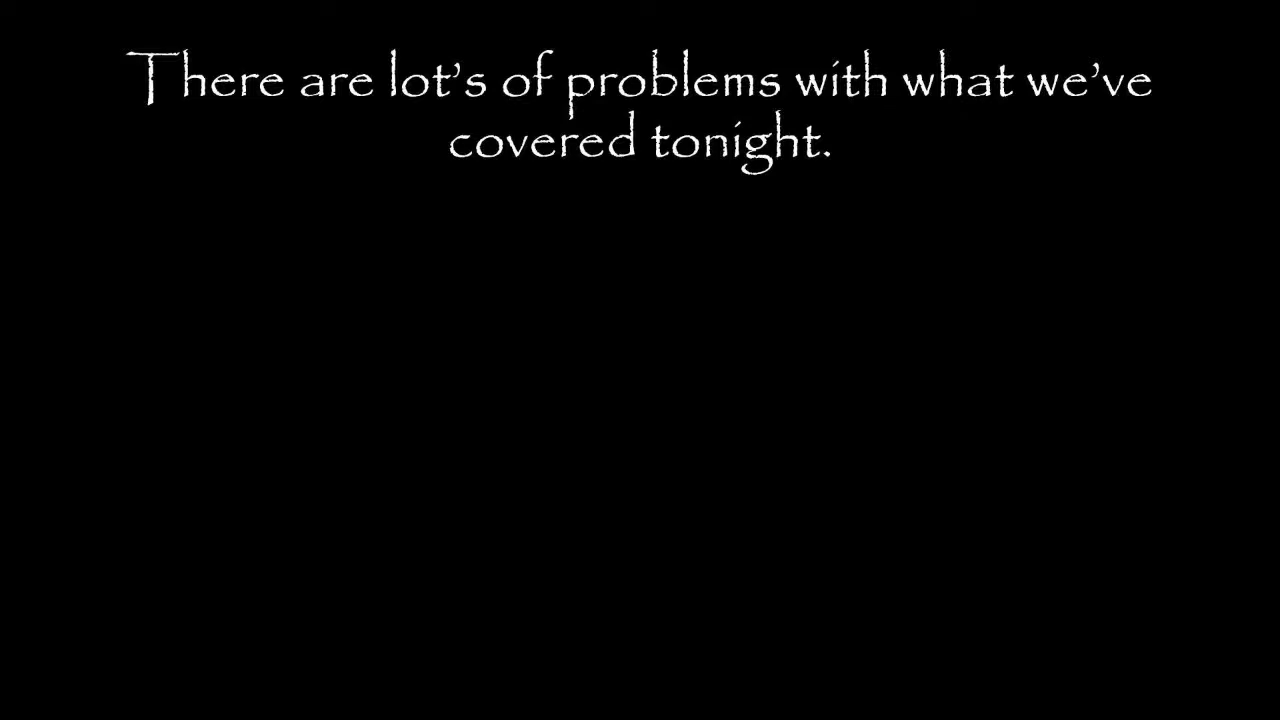 There are lot’s of problems with what we’ve
covered tonight.